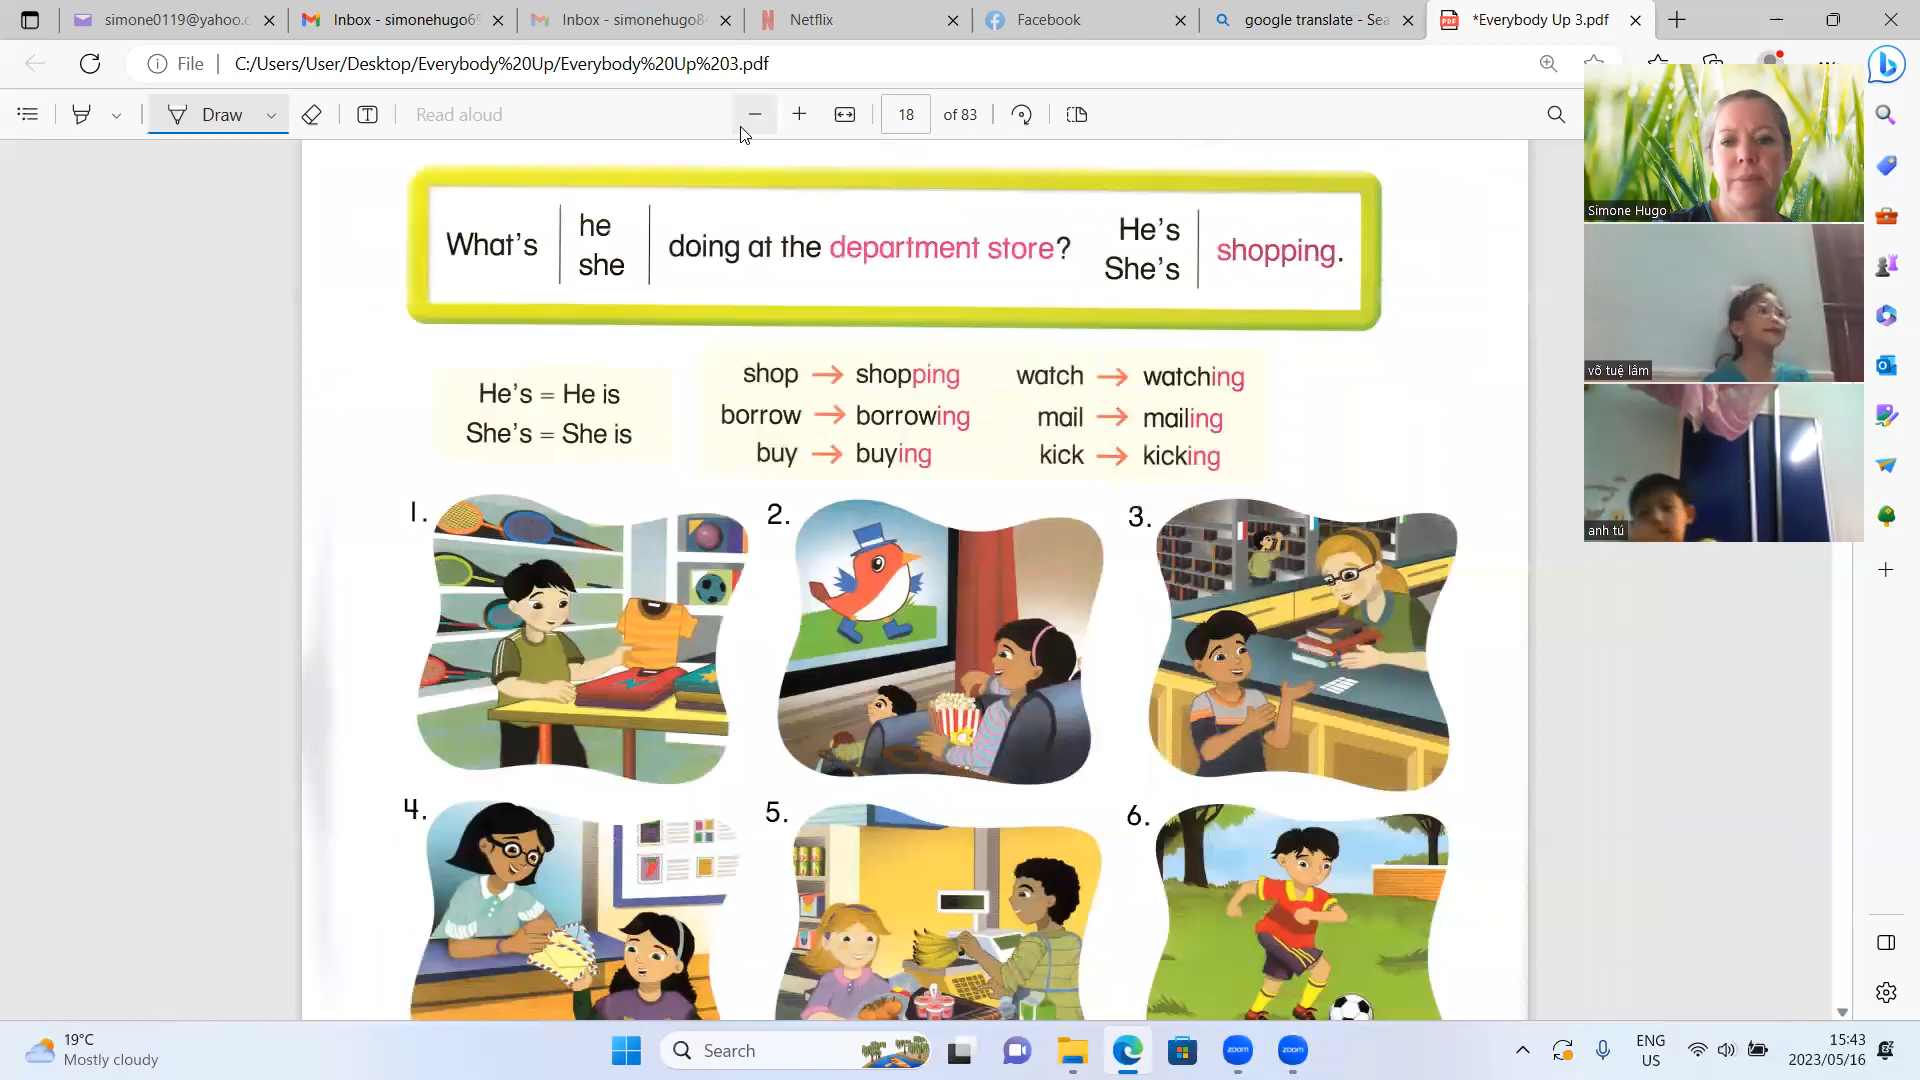 simone0119@yahoo.c
Inbox - simonehugo69
Inbox - simonehugo84
Netflix
Facebook
google translate - Sea
*Everybody Up 3.pdf
File
C:/Users/User/Desktop/Everybody%20Up/Everybody%20Up%203.pdf
Draw
Read aloud
18
of 83
What's
he
she
doing at the department store?
He's
She's
shopping.
He's = He is
She's = She is
shop → shopping
borrow → borrowing
buy → buying
watch → watching
mail → mailing
kick → kicking
1.
2.
3.
4.
5.
6.
Simone Hugo
võ tuệ lâm
anh tú
19°C
Mostly cloudy
Search
zoom
zoom
ENG
US
15:43
2023/05/16